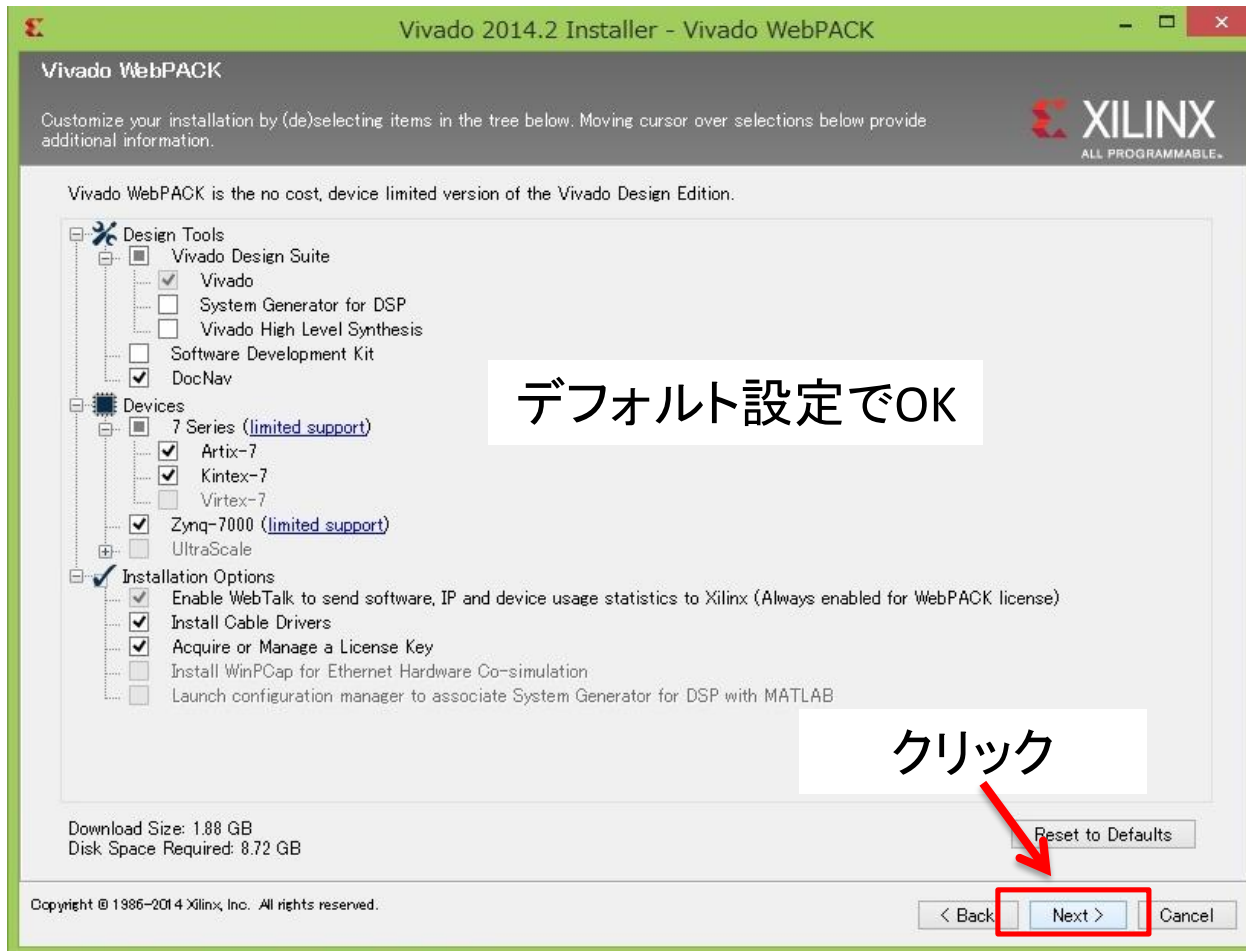 Vivado 2014.2 Installer - Vivado WebPACK
Vivado WebPACK
Customize your installation by (de)selecting items in the tree below. Moving cursor over selections below provide
additional information.
XILINX
ALL PROGRAMMABLE.
Vivado WebPACK is the no cost, device limited version of the Vivado Design Edition.
Design Tools
Vivado Design Suite
Vivado
System Generator for DSP
Vivado High Level Synthesis
Software Development Kit
DocNav
デフォルト設定でOK
Devices
7 Series (limited support)
Artix-7
Kintex-7
Virtex-7
Zynq-7000 (limited support)
UltraScale
Installation Options
Enable WebTalk to send software, IP and device usage statistics to Xilinx (Always enabled for WebPACK license)
Install Cable Drivers
Acquire or Manage a License Key
Install WinPCap for Ethernet Hardware Co-simulation
Launch configuration manager to associate System Generator for DSP with MATLAB
クリック
Download Size: 1.88 GB
Disk Space Required: 8.72 GB
Reset to Defaults
Copyright © 1986-2014 Xilinx, Inc. All rights reserved.
< Back
Next >
Cancel